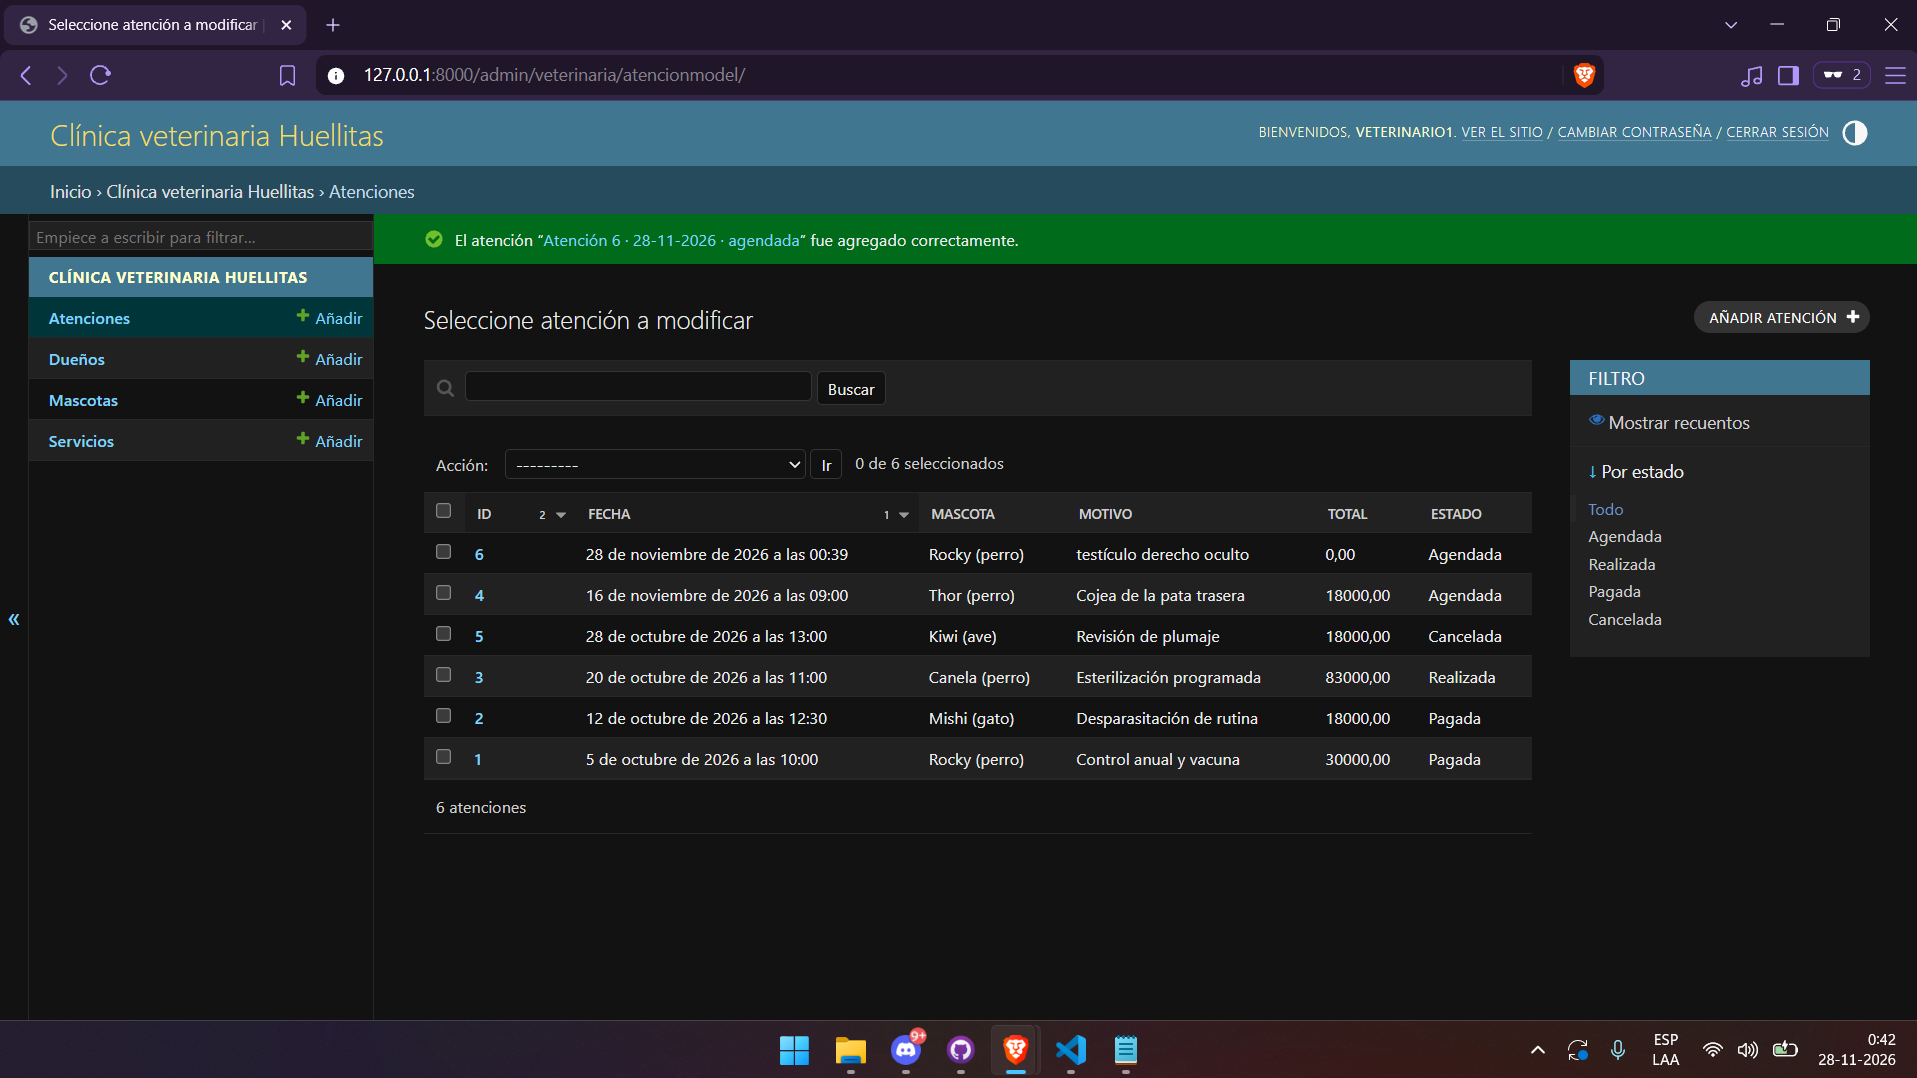 Seleccione atención a modificar
127.0.0.1:8000/admin/veterinaria/atencionmodel/
2
Clínica veterinaria Huellitas
BIENVENIDOS, VETERINARIO1. VER EL SITIO / CAMBIAR CONTRASEÑA / CERRAR SESIÓN
Inicio › Clínica veterinaria Huellitas › Atenciones
Empiece a escribir para filtrar...
CLÍNICA VETERINARIA HUELLITAS
Atenciones + Añadir
Dueños + Añadir
Mascotas + Añadir
Servicios + Añadir
«
El atención “Atención 6 · 28-11-2026 · agendada” fue agregado correctamente.
Seleccione atención a modificar
AÑADIR ATENCIÓN +
Buscar
Acción: --------- Ir 0 de 6 seleccionados
ID 2 FECHA 1 MASCOTA MOTIVO TOTAL ESTADO
6 28 de noviembre de 2026 a las 00:39 Rocky (perro) testículo derecho oculto 0,00 Agendada
4 16 de noviembre de 2026 a las 09:00 Thor (perro) Cojea de la pata trasera 18000,00 Agendada
5 28 de octubre de 2026 a las 13:00 Kiwi (ave) Revisión de plumaje 18000,00 Cancelada
3 20 de octubre de 2026 a las 11:00 Canela (perro) Esterilización programada 83000,00 Realizada
2 12 de octubre de 2026 a las 12:30 Mishi (gato) Desparasitación de rutina 18000,00 Pagada
1 5 de octubre de 2026 a las 10:00 Rocky (perro) Control anual y vacuna 30000,00 Pagada
6 atenciones
FILTRO
Mostrar recuentos
↓ Por estado
Todo
Agendada
Realizada
Pagada
Cancelada
9+
ESP
LAA
0:42
28-11-2026